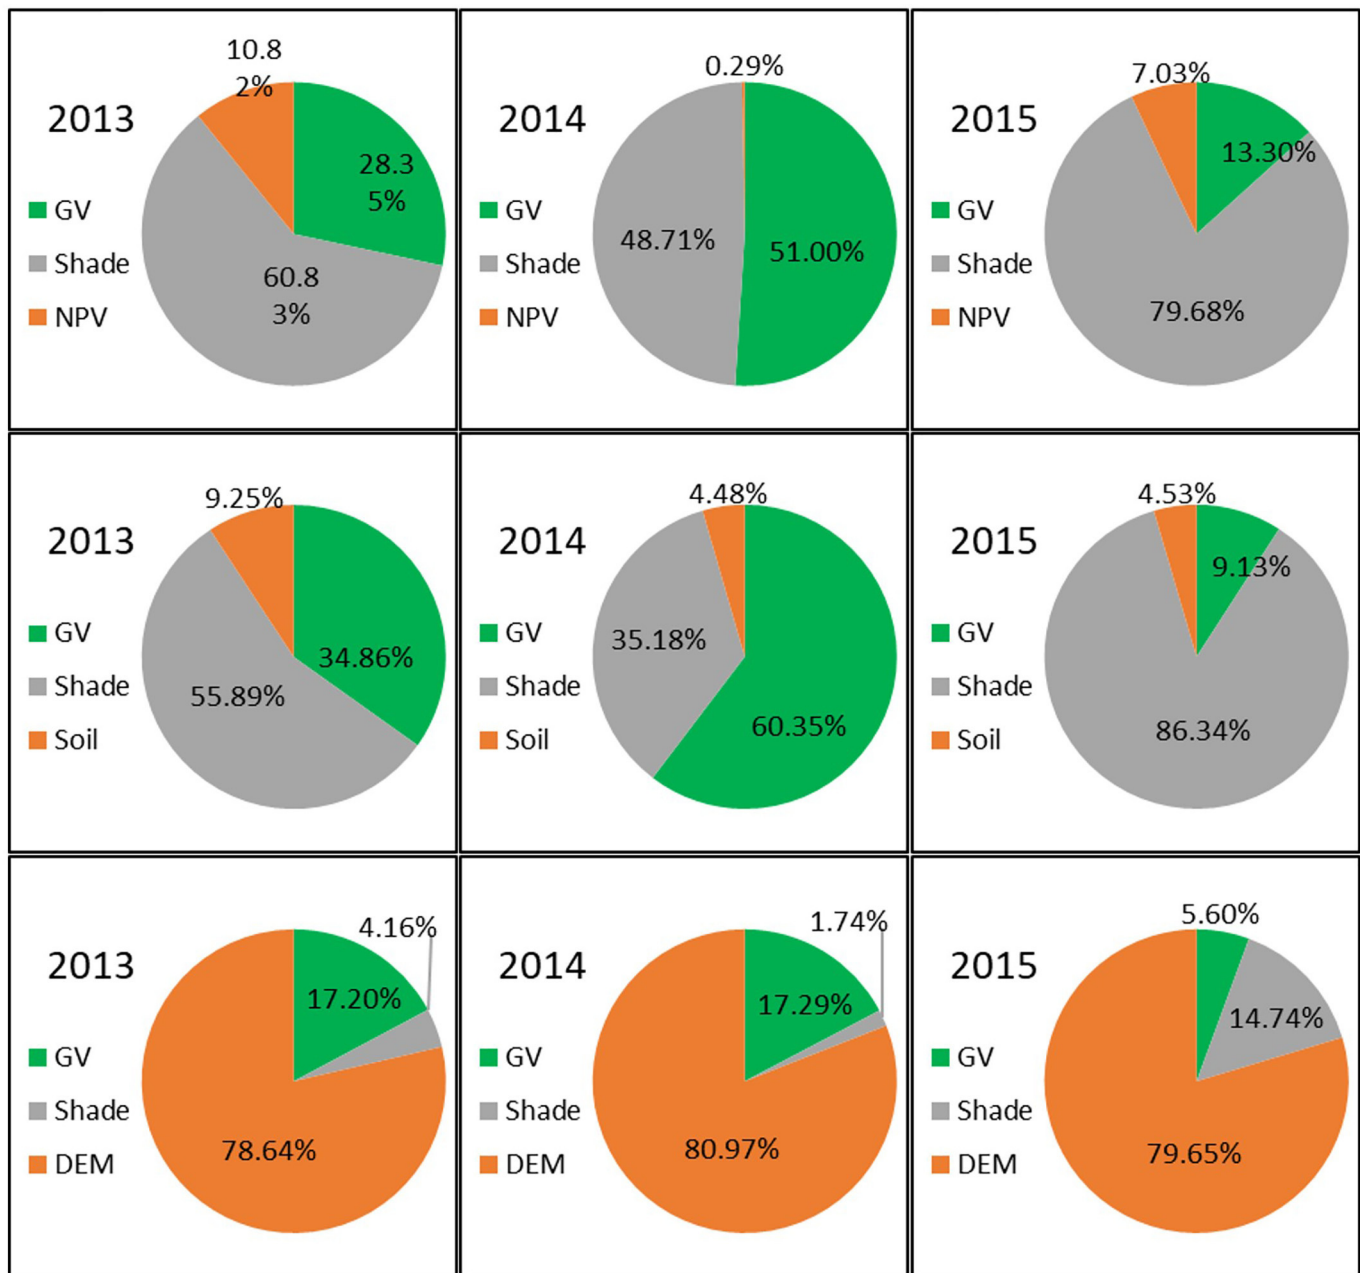 2013
10.8
2%
28.3
5%
60.8
3%
GV
Shade
NPV
2014
0.29%
48.71%
51.00%
GV
Shade
NPV
2015
7.03%
13.30%
79.68%
GV
Shade
NPV
2013
9.25%
34.86%
55.89%
GV
Shade
Soil
2014
4.48%
35.18%
60.35%
GV
Shade
Soil
2015
4.53%
9.13%
86.34%
GV
Shade
Soil
2013
4.16%
17.20%
78.64%
GV
Shade
DEM
2014
1.74%
17.29%
80.97%
GV
Shade
DEM
2015
5.60%
14.74%
79.65%
GV
Shade
DEM